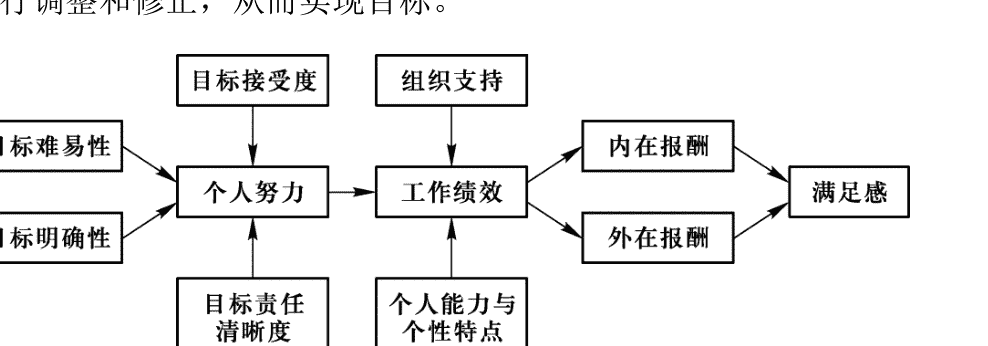 行调整和修正，从而实现目标。
目标接受度
组织支持
目标难易性
内在报酬
个人努力
工作绩效
满足感
目标明确性
外在报酬
目标责任
清晰度
个人能力与
个性特点